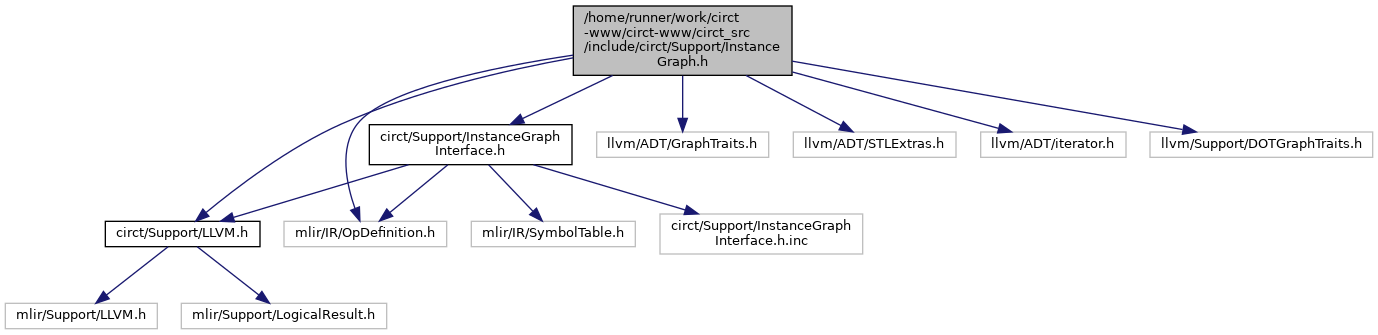 /home/runner/work/circt
-www/circt-www/circt_src
/include/circt/Support/Instance
Graph.h
circt/Support/InstanceGraph
Interface.h
llvm/ADT/GraphTraits.h
llvm/ADT/STLExtras.h
llvm/ADT/iterator.h
llvm/Support/DOTGraphTraits.h
circt/Support/LLVM.h
mlir/IR/OpDefinition.h
mlir/IR/SymbolTable.h
circt/Support/InstanceGraph
Interface.h.inc
mlir/Support/LLVM.h
mlir/Support/LogicalResult.h